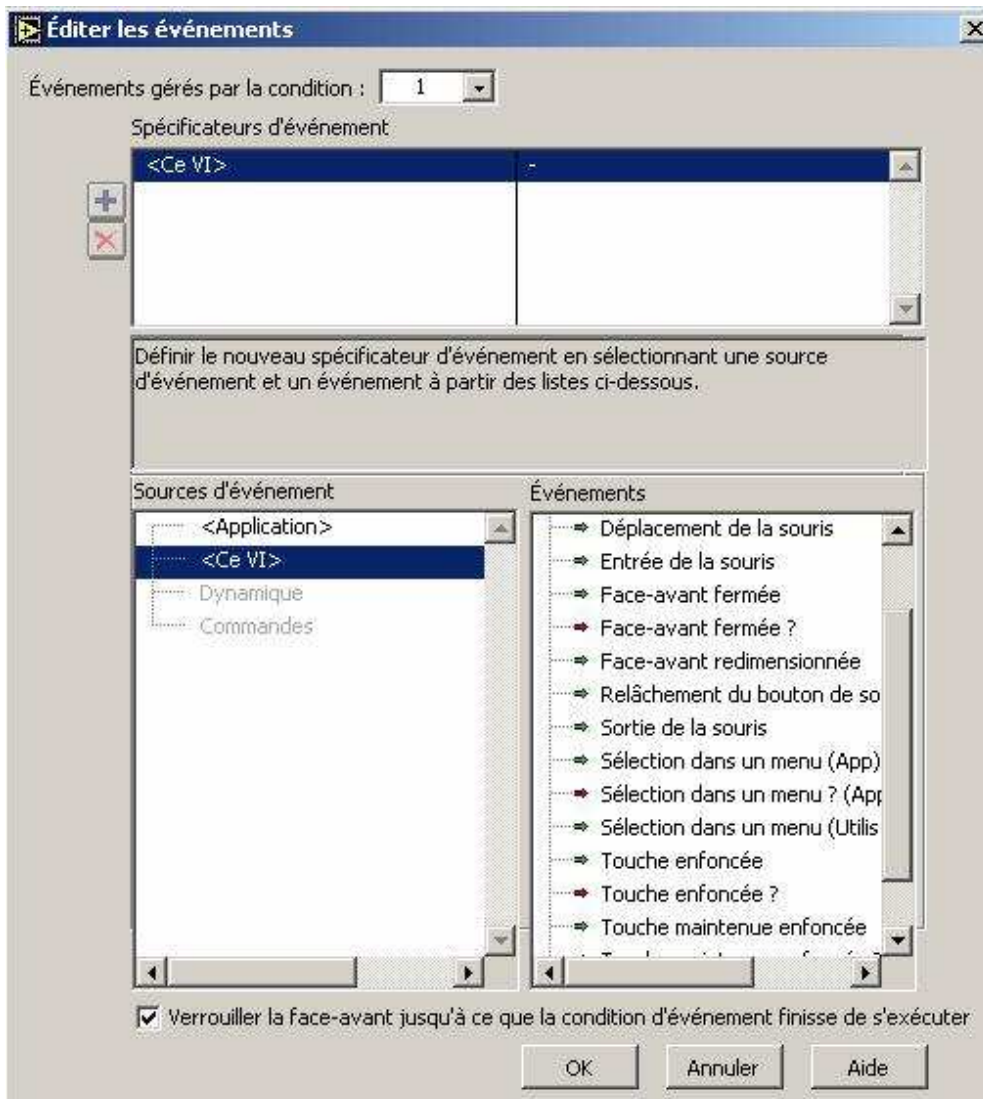 Éditer les événements
Événements gérés par la condition : 1
Spécificateurs d'événement
<Ce VI> -
Définir le nouveau spécificateur d'événement en sélectionnant une source
d'événement et un événement à partir des listes ci-dessous.
Sources d'événement
<Application>
<Ce VI>
Dynamique
Commandes
Événements
Déplacement de la souris
Entrée de la souris
Face-avant fermée
Face-avant fermée ?
Face-avant redimensionnée
Relâchement du bouton de so
Sortie de la souris
Sélection dans un menu (App)
Sélection dans un menu ? (App
Sélection dans un menu (Utilis
Touche enfoncée
Touche enfoncée ?
Touche maintenue enfoncée
Verrouiller la face-avant jusqu'à ce que la condition d'événement finisse de s'exécuter
OK Annuler Aide